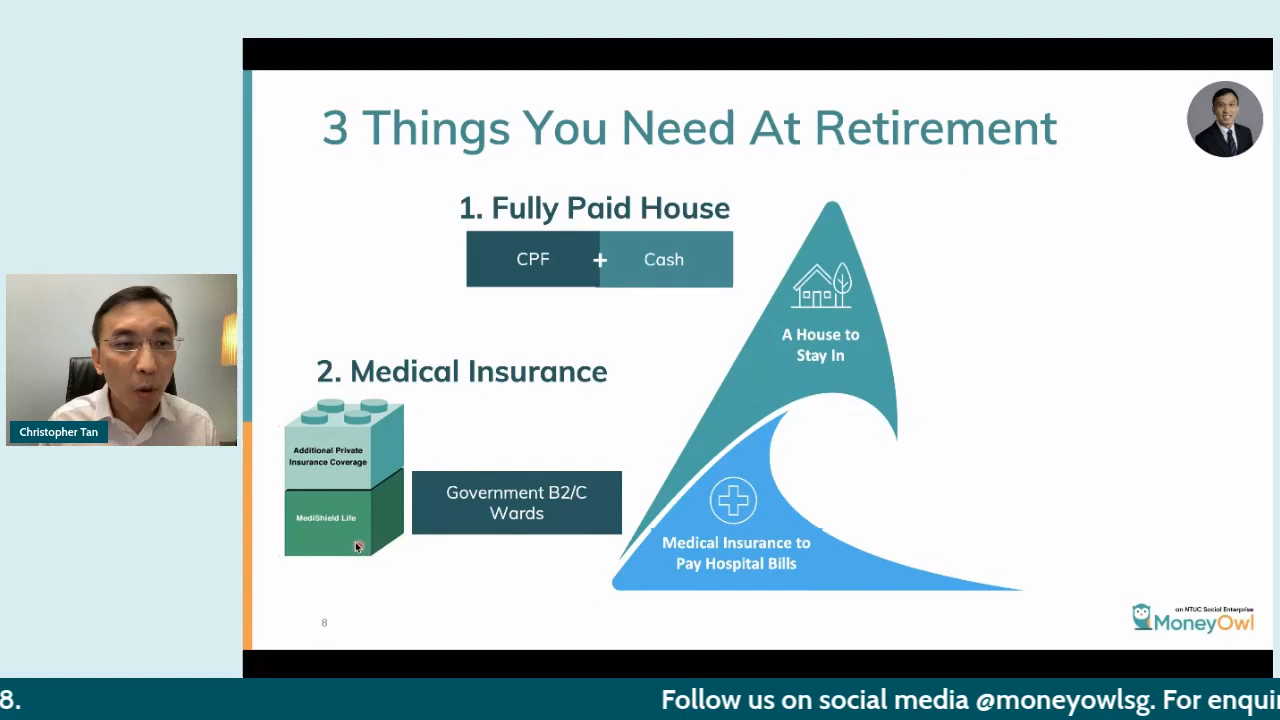 3 Things You Need At Retirement
1. Fully Paid House
CPF + Cash
A House to
Stay In
2. Medical Insurance
Additional Private
Insurance Coverage
MediShield Life
Government B2/C
Wards
Medical Insurance to
Pay Hospital Bills
Christopher Tan
8
an NTUC Social Enterprise
MoneyOwl
8. Follow us on social media @moneyowlsg. For enqui